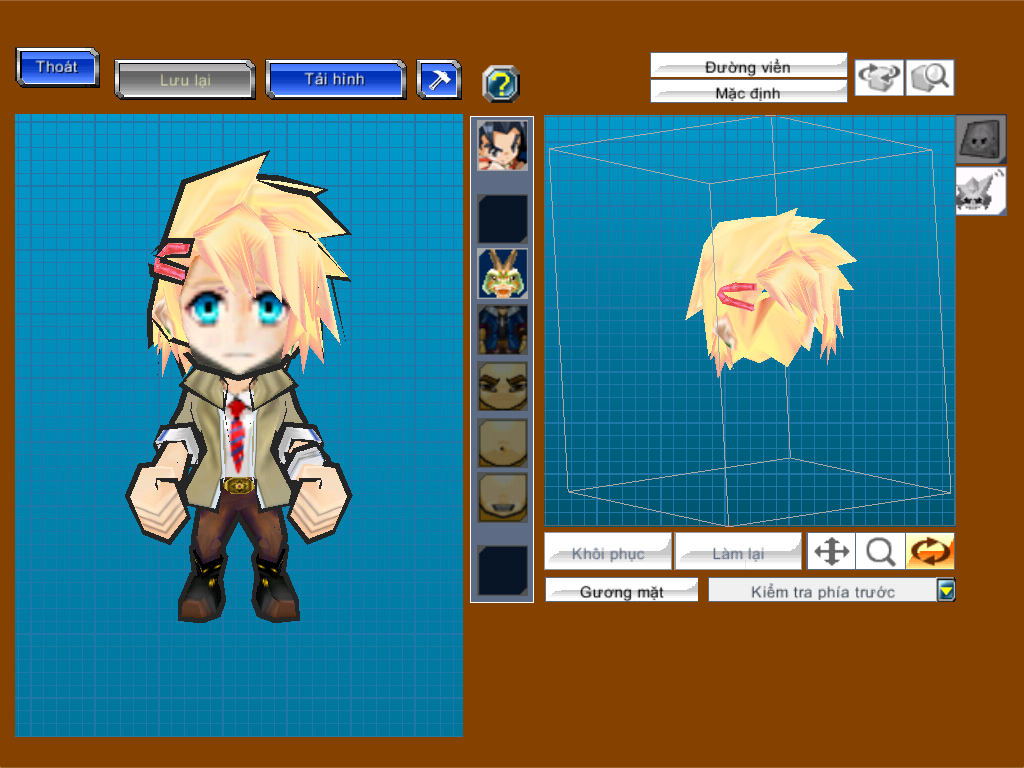 Thoát
Lưu lại
Tải hình
Đường viền
Mặc định
Khôi phục
Làm lại
Gương mặt
Kiểm tra phía trước